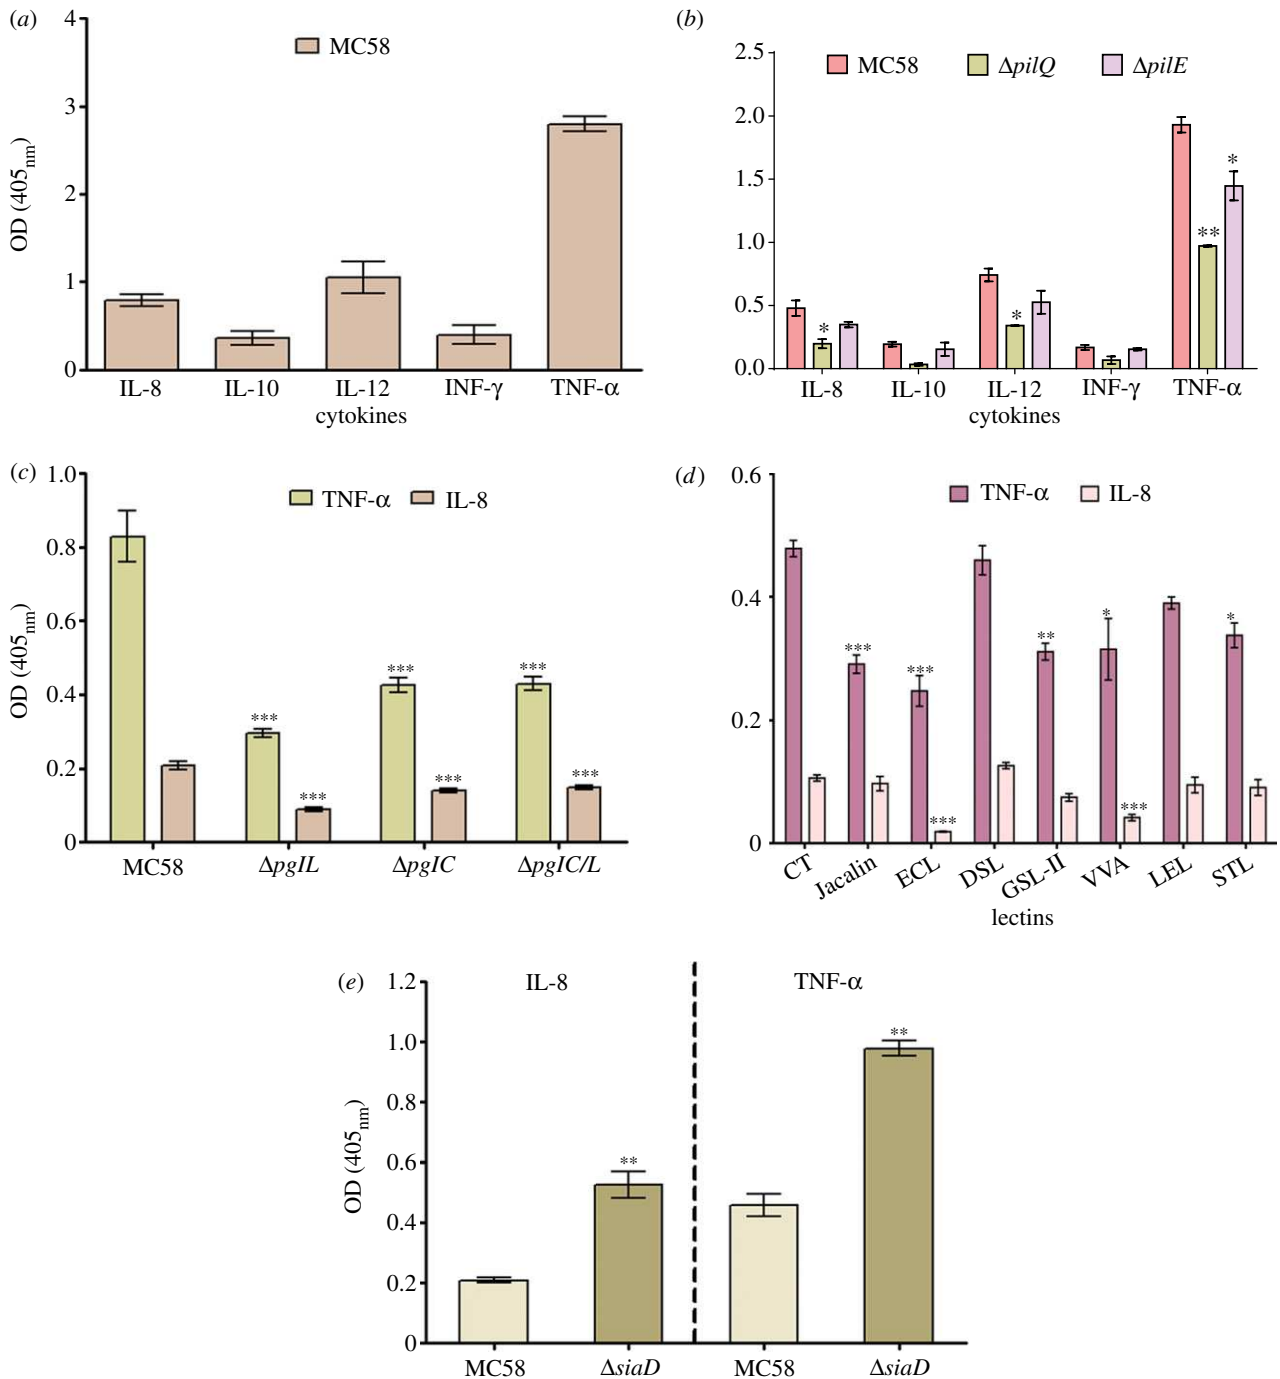 (a)
4
3
2
1
0
OD (405nm)
MC58
IL-8 IL-10 IL-12 INF-γ TNF-α
cytokines
(b)
2.5
2.0
1.5
1.0
0.5
0.0
MC58 ΔpilQ ΔpilE
*
*
**
*
IL-8 IL-10 IL-12 INF-γ TNF-α
cytokines
(c)
1.0
0.8
0.6
0.4
0.2
0
OD (405nm)
TNF-α IL-8
*** *** ***
*** *** ***
MC58 ΔpglL ΔpglC ΔpglC/L
(d)
0.6
0.4
0.2
0
TNF-α IL-8
*** *** ** * *
*** ***
CT Jacalin ECL DSL GSL-II VVA LEL STL
lectins
(e)
1.2
1.0
0.8
0.6
0.4
0.2
0
OD (405nm)
IL-8 TNF-α
**
**
MC58 ΔsiaD MC58 ΔsiaD